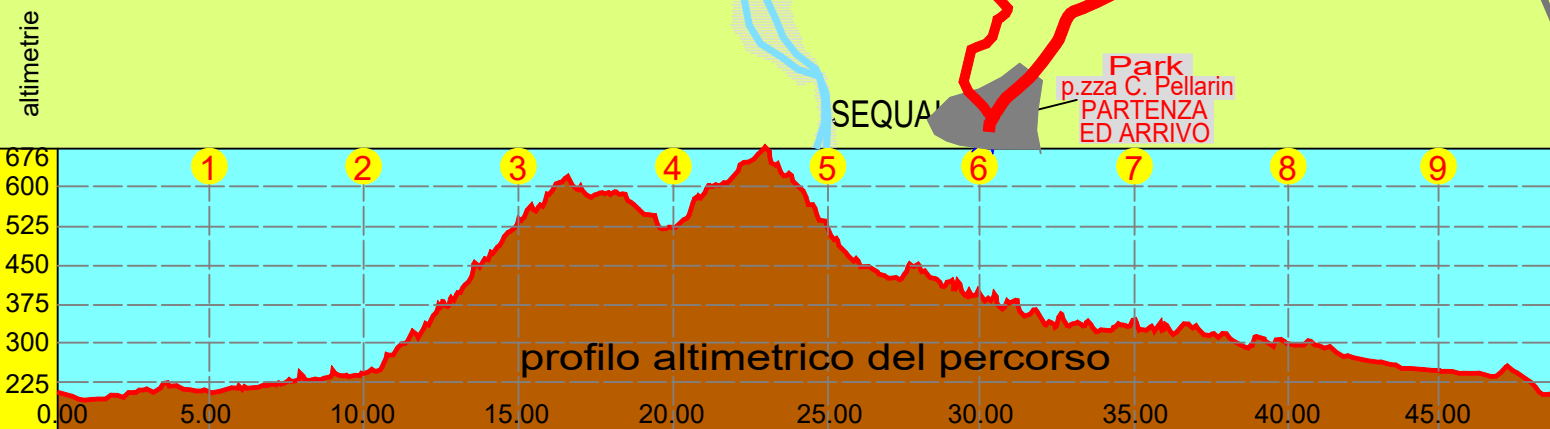 altimetrie
SEQUAL
Park
p.zza C. Pellarin
PARTENZA
ED ARRIVO
676
1 2 3 4 5 6 7 8 9
600
525
450
375
300
profilo altimetrico del percorso
225
0.00 5.00 10.00 15.00 20.00 25.00 30.00 35.00 40.00 45.00